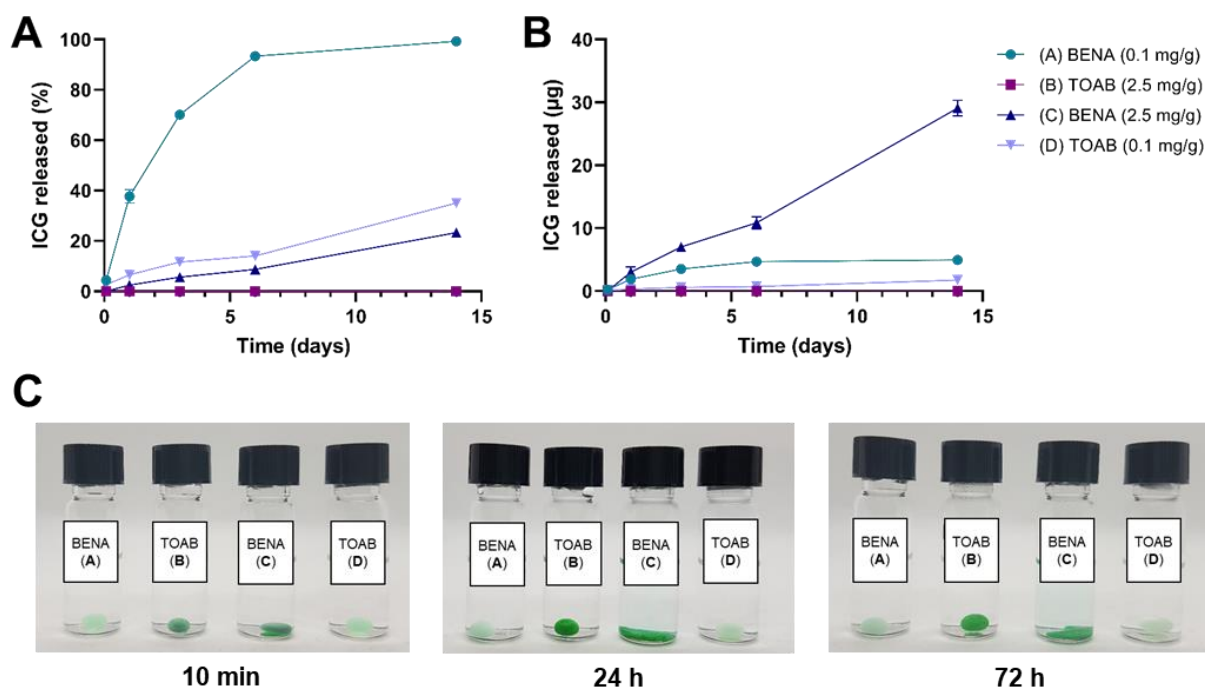 A
ICG released (%)
100
80
60
40
20
0
0 5 10 15
Time (days)
B
ICG released (µg)
40
30
20
10
0
0 5 10 15
Time (days)
(A) BENA (0.1 mg/g)
(B) TOAB (2.5 mg/g)
(C) BENA (2.5 mg/g)
(D) TOAB (0.1 mg/g)
C
BENA
(A)
TOAB
(B)
BENA
(C)
TOAB
(D)
10 min
BENA
(A)
TOAB
(B)
BENA
(C)
TOAB
(D)
24 h
BENA
(A)
TOAB
(B)
BENA
(C)
TOAB
(D)
72 h